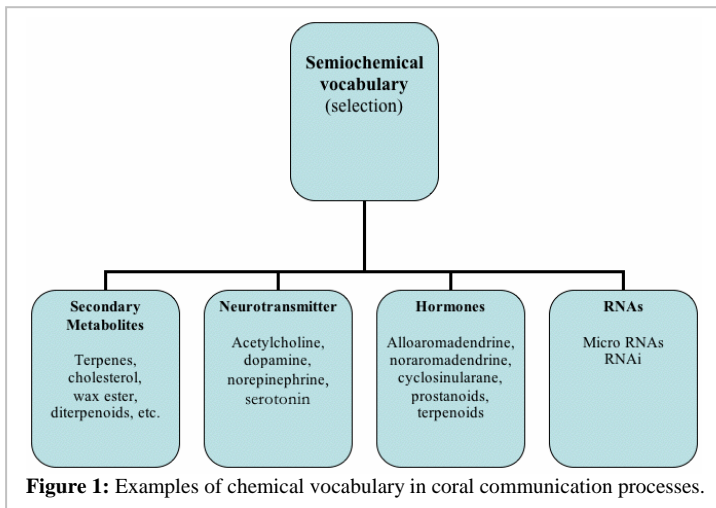 Semiochemical
vocabulary
(selection)
Secondary
Metabolites
Terpenes,
cholesterol,
wax ester,
diterpenoids, etc.
Neurotransmitter
Acetylcholine,
dopamine,
norepinephrine,
serotonin
Hormones
Alloaromadendrine,
noraromadendrine,
cyclosinularane,
prostanoids,
terpenoids
RNAs
Micro RNAs
RNAi
Figure 1: Examples of chemical vocabulary in coral communication processes.